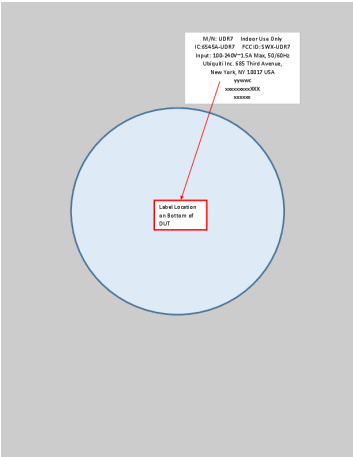 M/N: UDR7 Indoor Use Only
IC:6545A-UDR7 FCC ID: SWX-UDR7
Input: 100-240V~1.5A Max, 50/60Hz
Ubiquiti Inc. 685 Third Avenue,
New York, NY 10017 USA
yywwc
xxxxxxxxxXXX
xxxxxx
Label Location
on Bottom of
DUT